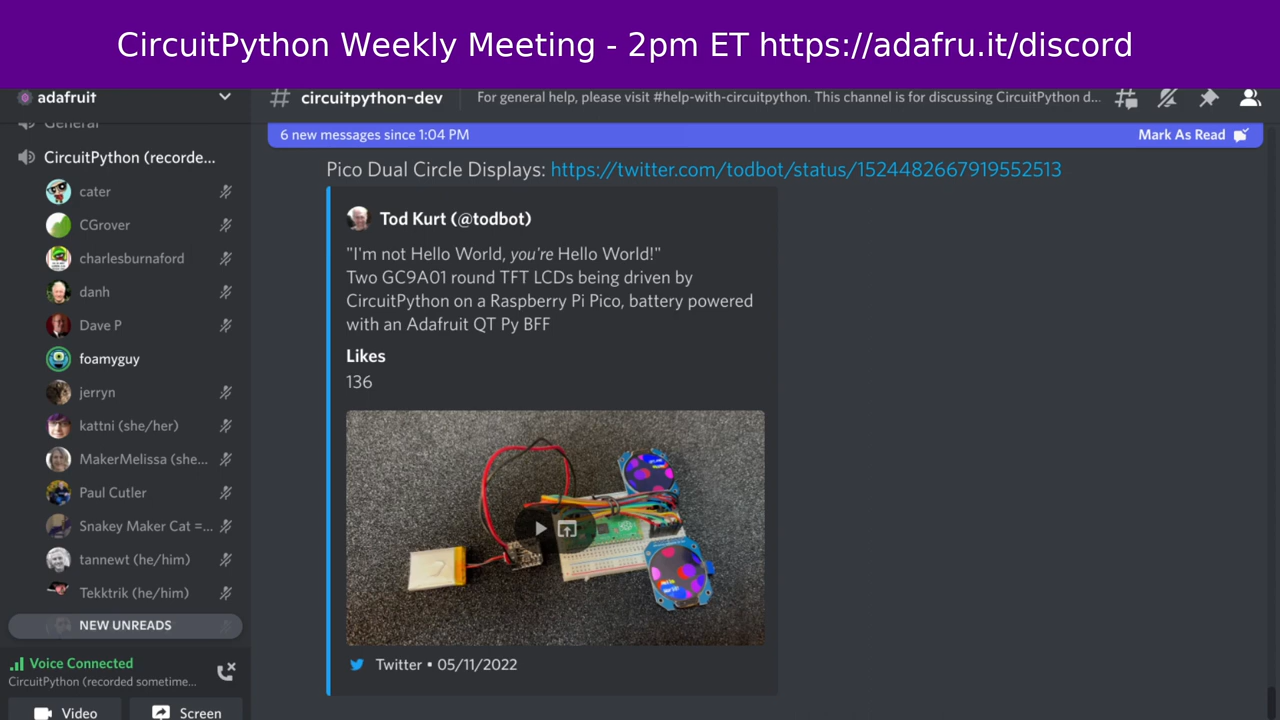 CircuitPython Weekly Meeting - 2pm ET https://adafru.it/discord
adafruit
General
CircuitPython (recorde...
cater
CGrover
charlesburnaford
danh
Dave P
foamyguy
jerryn
kattni (she/her)
MakerMelissa (she...
Paul Cutler
Snakey Maker Cat =...
tannewt (he/him)
Tekktrik (he/him)
NEW UNREADS
Voice Connected
CircuitPython (recorded sometime...
Video
Screen
# circuitpython-dev
For general help, please visit #help-with-circuitpython. This channel is for discussing CircuitPython d...
6 new messages since 1:04 PM
Mark As Read
Pico Dual Circle Displays: https://twitter.com/todbot/status/1524482667919552513
Tod Kurt (@todbot)
"I'm not Hello World, you're Hello World!"
Two GC9A01 round TFT LCDs being driven by
CircuitPython on a Raspberry Pi Pico, battery powered
with an Adafruit QT Py BFF
Likes
136
Twitter • 05/11/2022